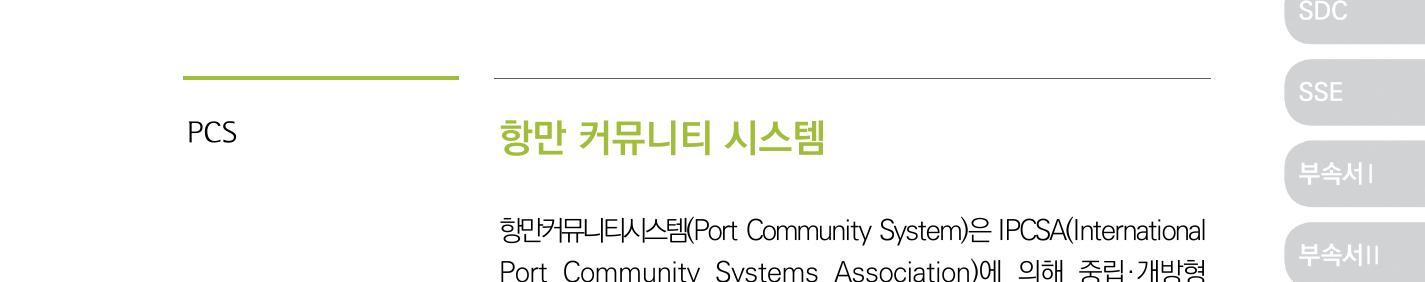 SDC
SSE
PCS
항만 커뮤니티 시스템
부속서 I
항만커뮤니티시스템(Port Community System)은 IPCSA(International
부속서 II
Port Community Systems Association)에 의해 중립·개방형